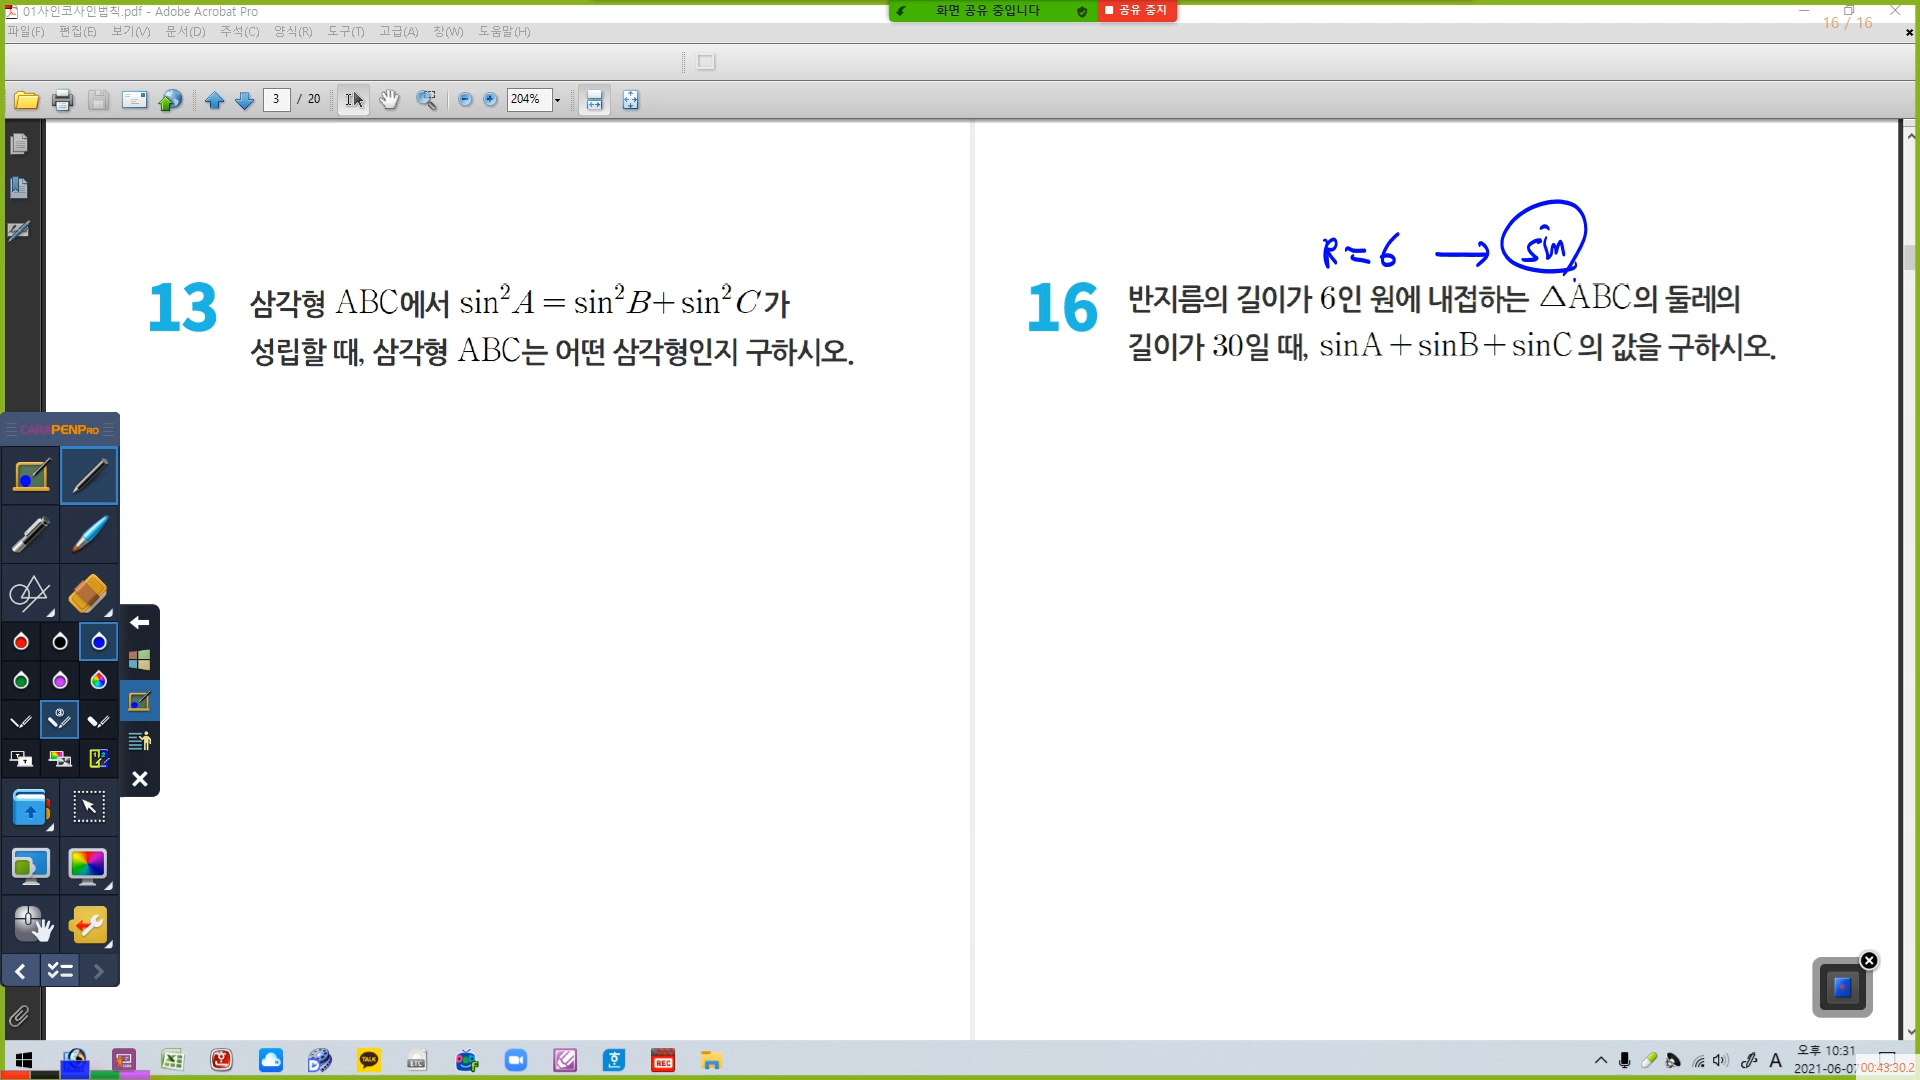 01사인코사인법칙.pdf - Adobe Acrobat Pro
화면 공유 중입니다
공유 중지
16 / 16
파일(F) 편집(E) 보기(V) 문서(D) 주석(C) 양식(R) 도구(T) 고급(A) 창(W) 도움말(H)
3 / 20
204%
13 삼각형 ABC에서 sin²A = sin²B + sin²C가
성립할 때, 삼각형 ABC는 어떤 삼각형인지 구하시오.
R = 6 → sin
16 반지름의 길이가 6인 원에 내접하는 △ABC의 둘레의
길이가 30일 때, sinA + sinB + sinC의 값을 구하시오.
CARAPENPRO
TALK
REC
A
오후 10:31
2021-06-07
00:43:30.2